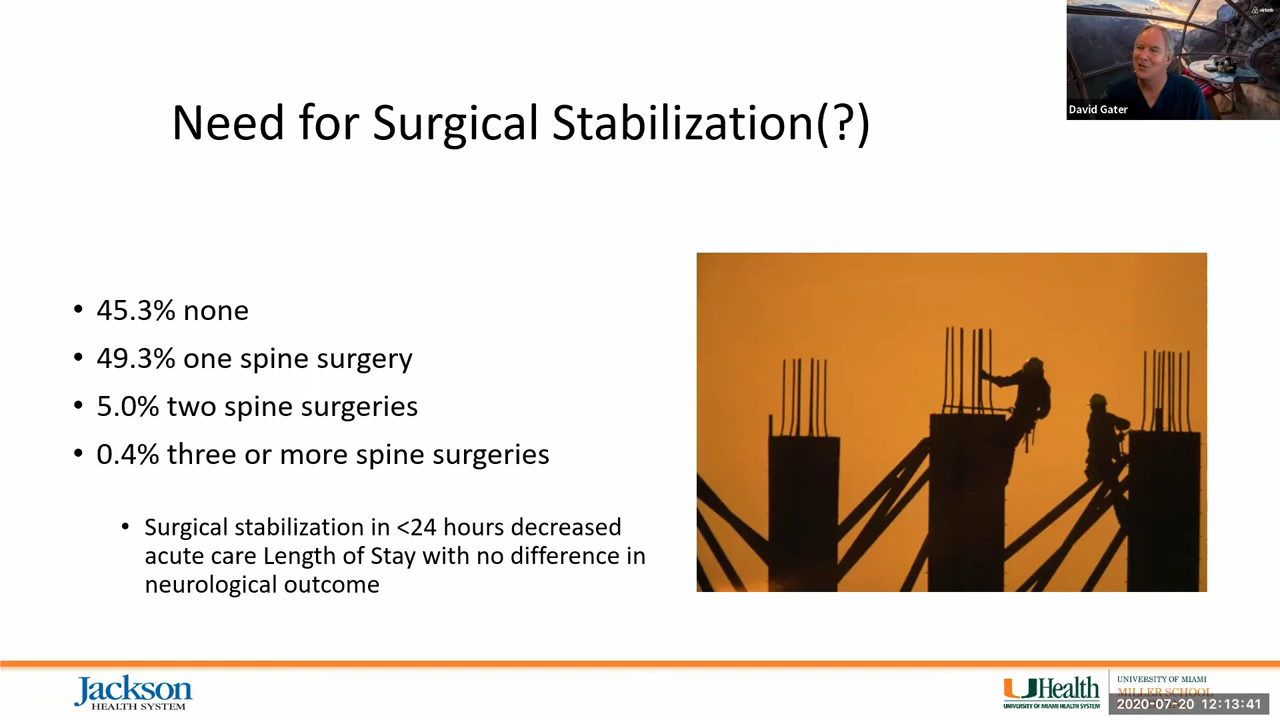 airbnb
David Gater
Need for Surgical Stabilization(?)
• 45.3% none
• 49.3% one spine surgery
• 5.0% two spine surgeries
• 0.4% three or more spine surgeries
• Surgical stabilization in <24 hours decreased
acute care Length of Stay with no difference in
neurological outcome
Jackson
HEALTH SYSTEM
UHealth
UNIVERSITY OF MIAMI HEALTH SYSTEM
UNIVERSITY OF MIAMI
MILLER SCHOOL
2020-07-20 12:13:41